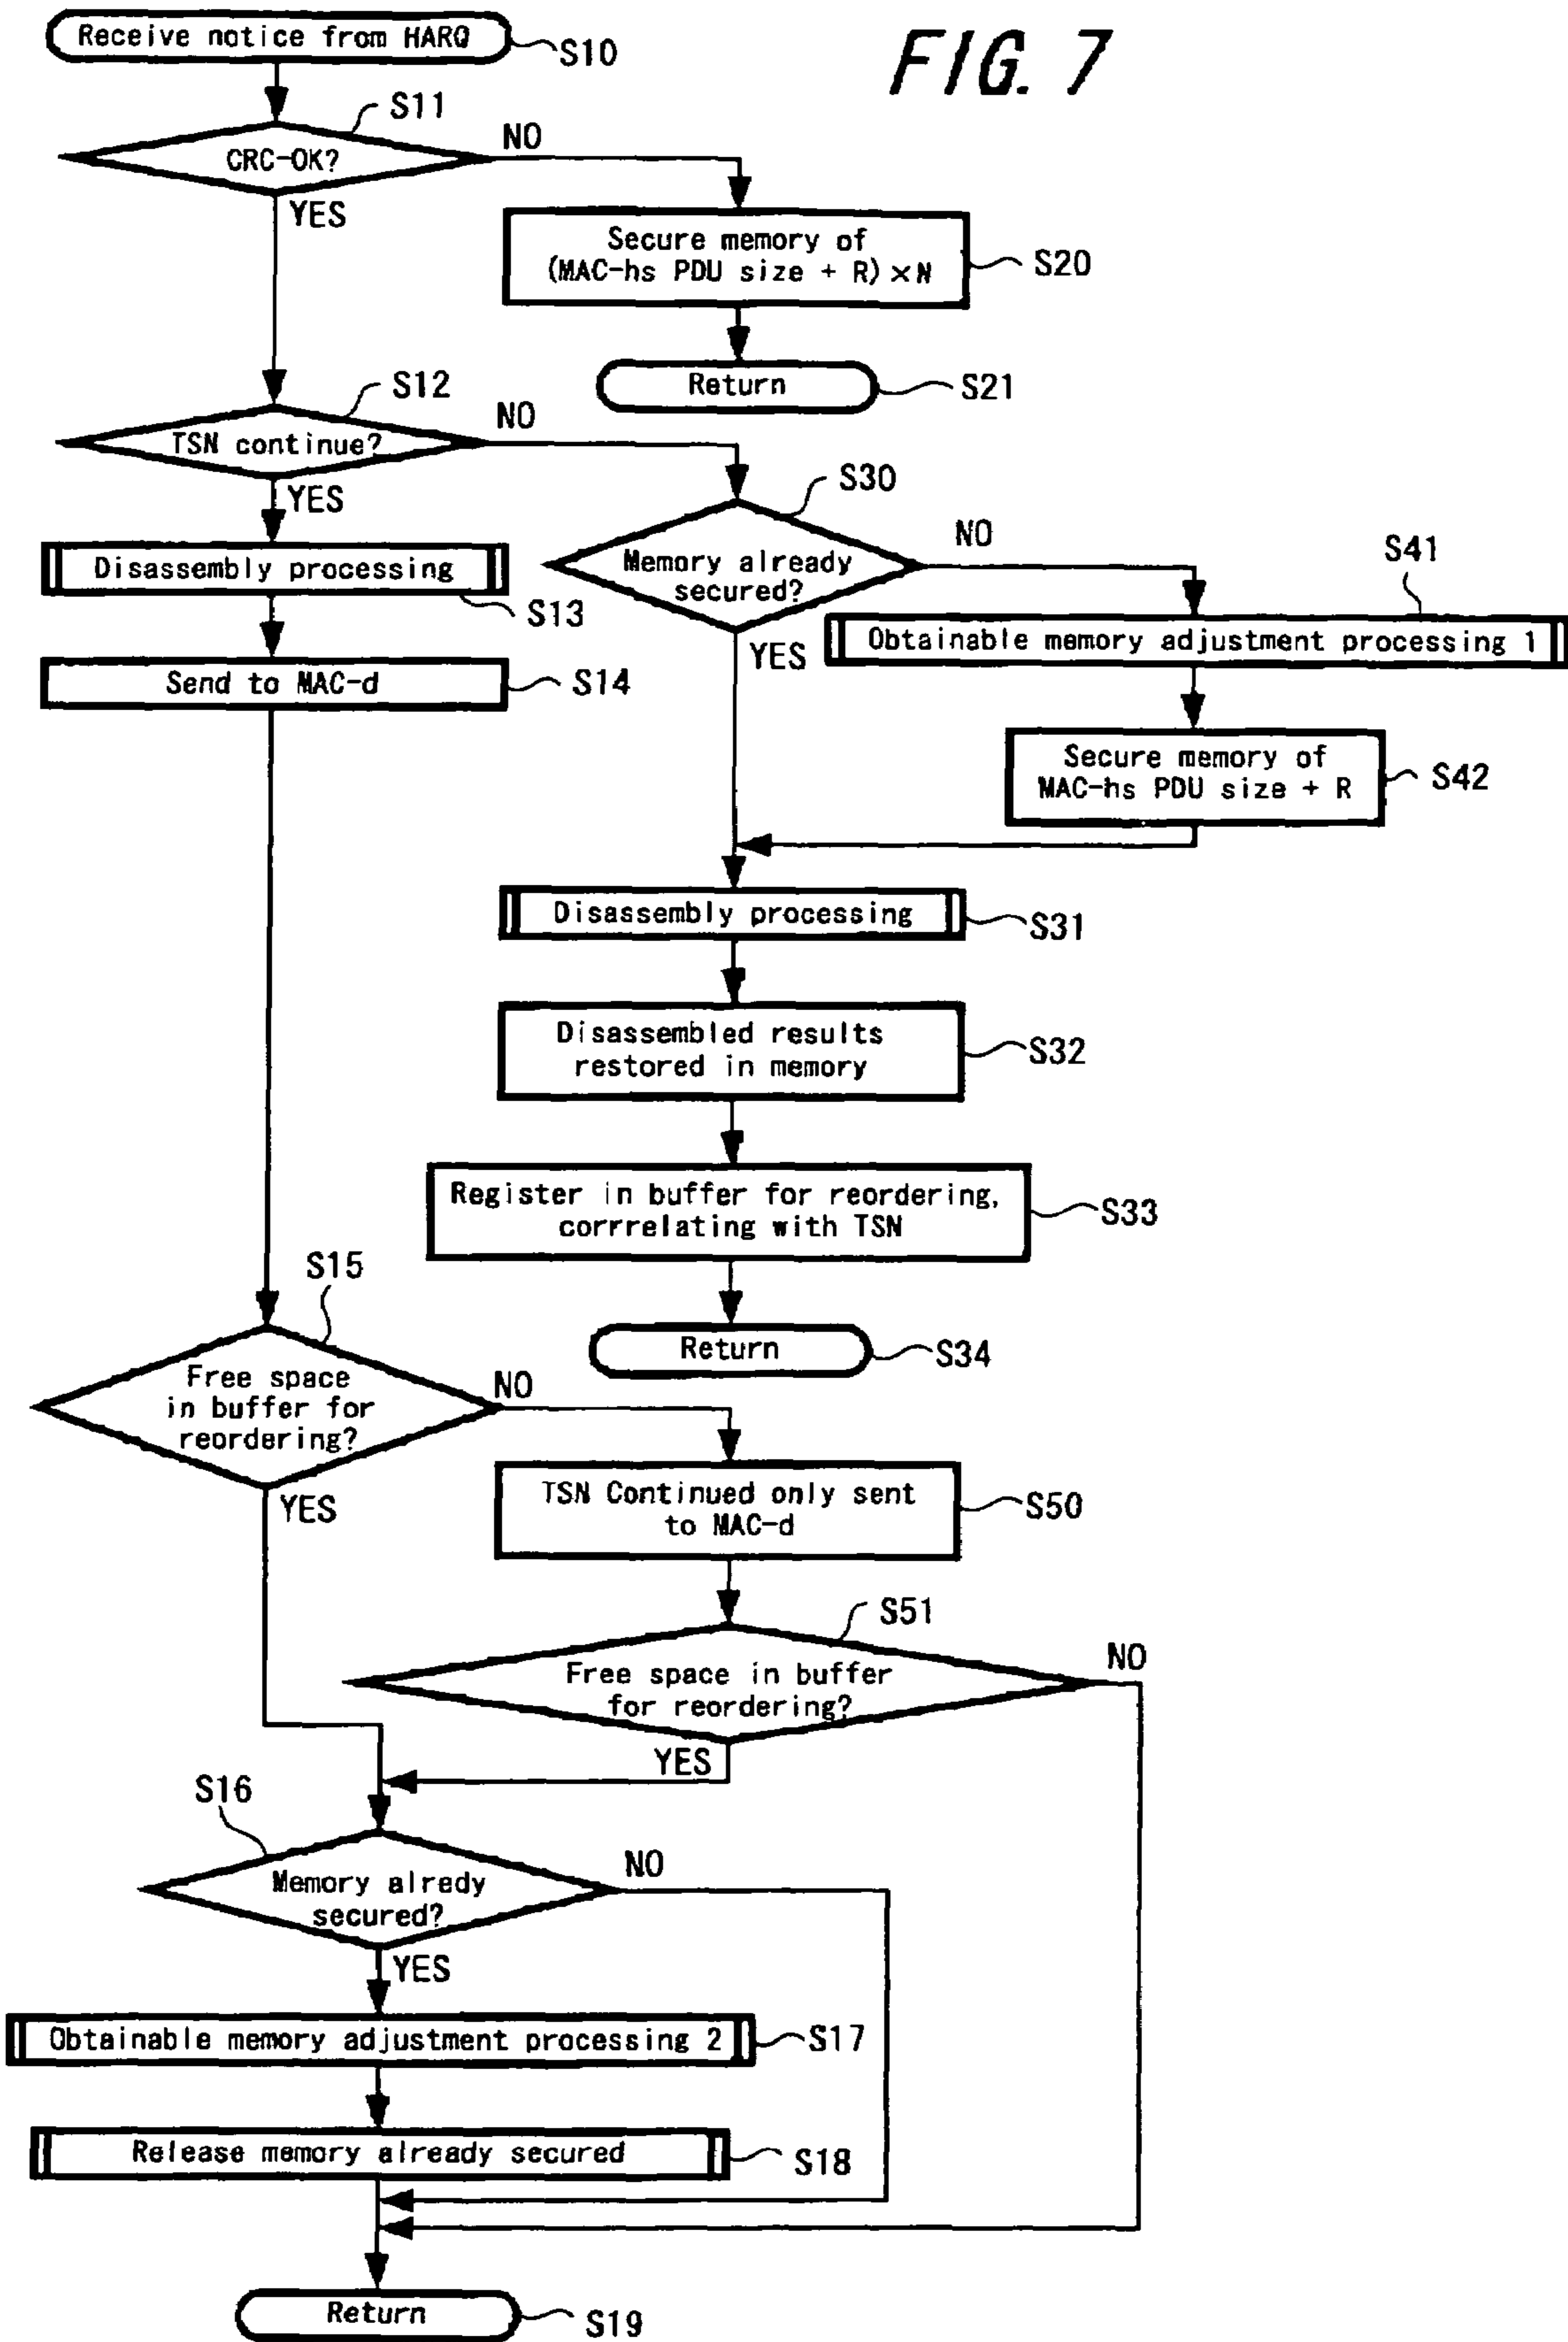 FIG. 7
Receive notice from HARQ
S10
S11
CRC-OK?
NO
YES
Secure memory of
(MAC-hs PDU size + R) × N
S20
Return
S21
S12
TSN continue?
NO
YES
S30
Memory already
secured?
NO
YES
S41
Obtainable memory adjustment processing 1
Disassembly processing
S13
Send to MAC-d
S14
Secure memory of
MAC-hs PDU size + R
S42
Disassembly processing
S31
Disassembled results
restored in memory
S32
Register in buffer for reordering,
corrrelating with TSN
S33
Return
S34
S15
Free space
in buffer for
reordering?
NO
YES
TSN Continued only sent
to MAC-d
S50
S51
Free space in buffer
for reordering?
NO
YES
S16
Memory alredy
secured?
NO
YES
Obtainable memory adjustment processing 2
S17
Release memory already secured
S18
Return
S19